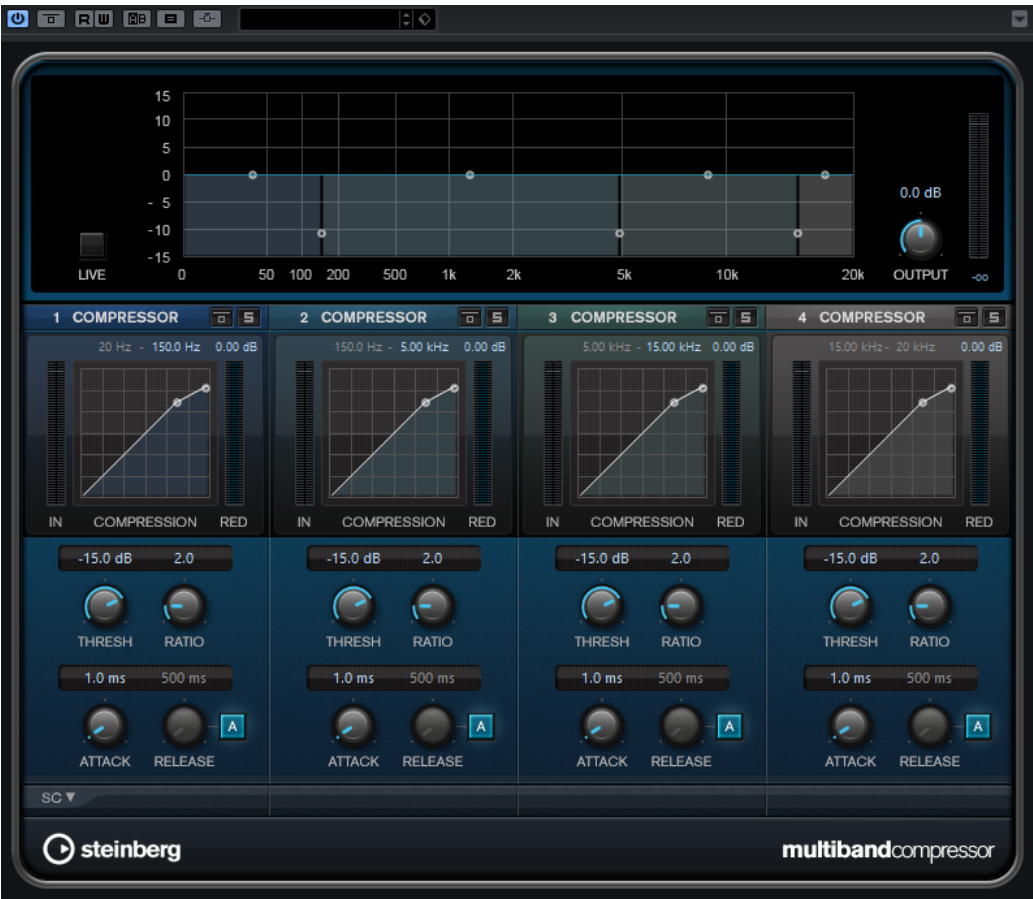 R W
A B
15
10
5
0
- 5
-10
-15
0 50 100 200 500 1k 2k 5k 10k 20k
LIVE
0.0 dB
OUTPUT
-∞
1 COMPRESSOR S
2 COMPRESSOR S
3 COMPRESSOR S
4 COMPRESSOR S
20 Hz - 150.0 Hz 0.00 dB
150.0 Hz - 5.00 kHz 0.00 dB
5.00 kHz - 15.00 kHz 0.00 dB
15.00 kHz - 20 kHz 0.00 dB
IN COMPRESSION RED
IN COMPRESSION RED
IN COMPRESSION RED
IN COMPRESSION RED
-15.0 dB 2.0
-15.0 dB 2.0
-15.0 dB 2.0
-15.0 dB 2.0
THRESH RATIO
THRESH RATIO
THRESH RATIO
THRESH RATIO
1.0 ms 500 ms
1.0 ms 500 ms
1.0 ms 500 ms
1.0 ms 500 ms
A
A
A
A
ATTACK RELEASE
ATTACK RELEASE
ATTACK RELEASE
ATTACK RELEASE
SC ▼
steinberg
multibandcompressor